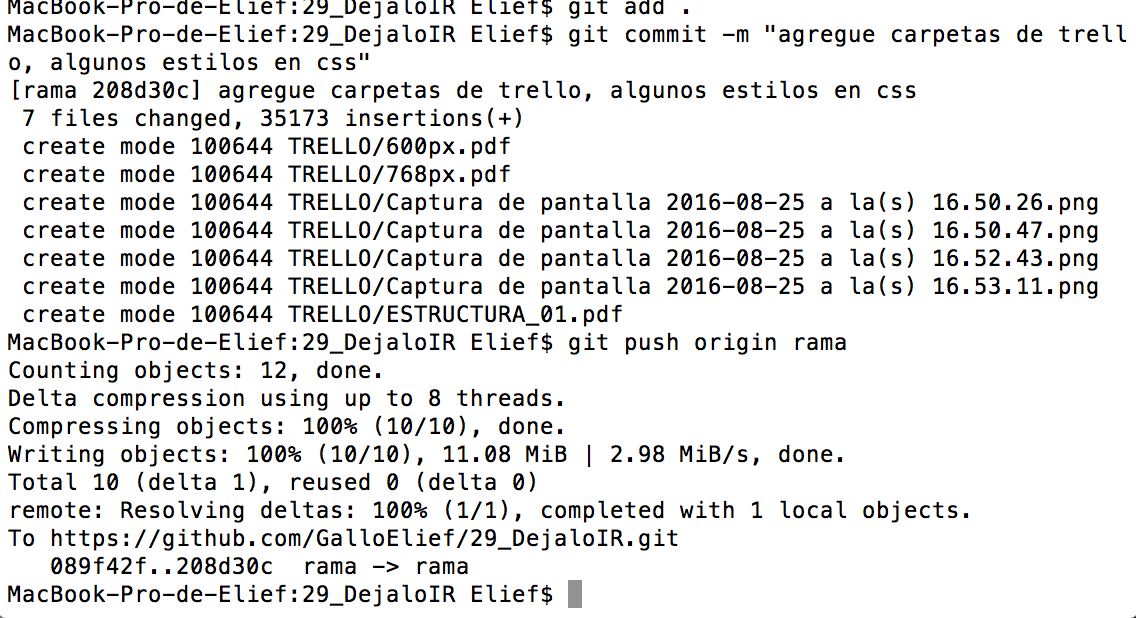 MacBook-Pro-de-Elief:29_DejaloIR Elief$ git add .
MacBook-Pro-de-Elief:29_DejaloIR Elief$ git commit -m "agregue carpetas de trell
o, algunos estilos en css"
[rama 208d30c] agregue carpetas de trello, algunos estilos en css
 7 files changed, 35173 insertions(+)
 create mode 100644 TRELLO/600px.pdf
 create mode 100644 TRELLO/768px.pdf
 create mode 100644 TRELLO/Captura de pantalla 2016-08-25 a la(s) 16.50.26.png
 create mode 100644 TRELLO/Captura de pantalla 2016-08-25 a la(s) 16.50.47.png
 create mode 100644 TRELLO/Captura de pantalla 2016-08-25 a la(s) 16.52.43.png
 create mode 100644 TRELLO/Captura de pantalla 2016-08-25 a la(s) 16.53.11.png
 create mode 100644 TRELLO/ESTRUCTURA_01.pdf
MacBook-Pro-de-Elief:29_DejaloIR Elief$ git push origin rama
Counting objects: 12, done.
Delta compression using up to 8 threads.
Compressing objects: 100% (10/10), done.
Writing objects: 100% (10/10), 11.08 MiB | 2.98 MiB/s, done.
Total 10 (delta 1), reused 0 (delta 0)
remote: Resolving deltas: 100% (1/1), completed with 1 local objects.
To https://github.com/GalloElief/29_DejaloIR.git
   089f42f..208d30c  rama -> rama
MacBook-Pro-de-Elief:29_DejaloIR Elief$